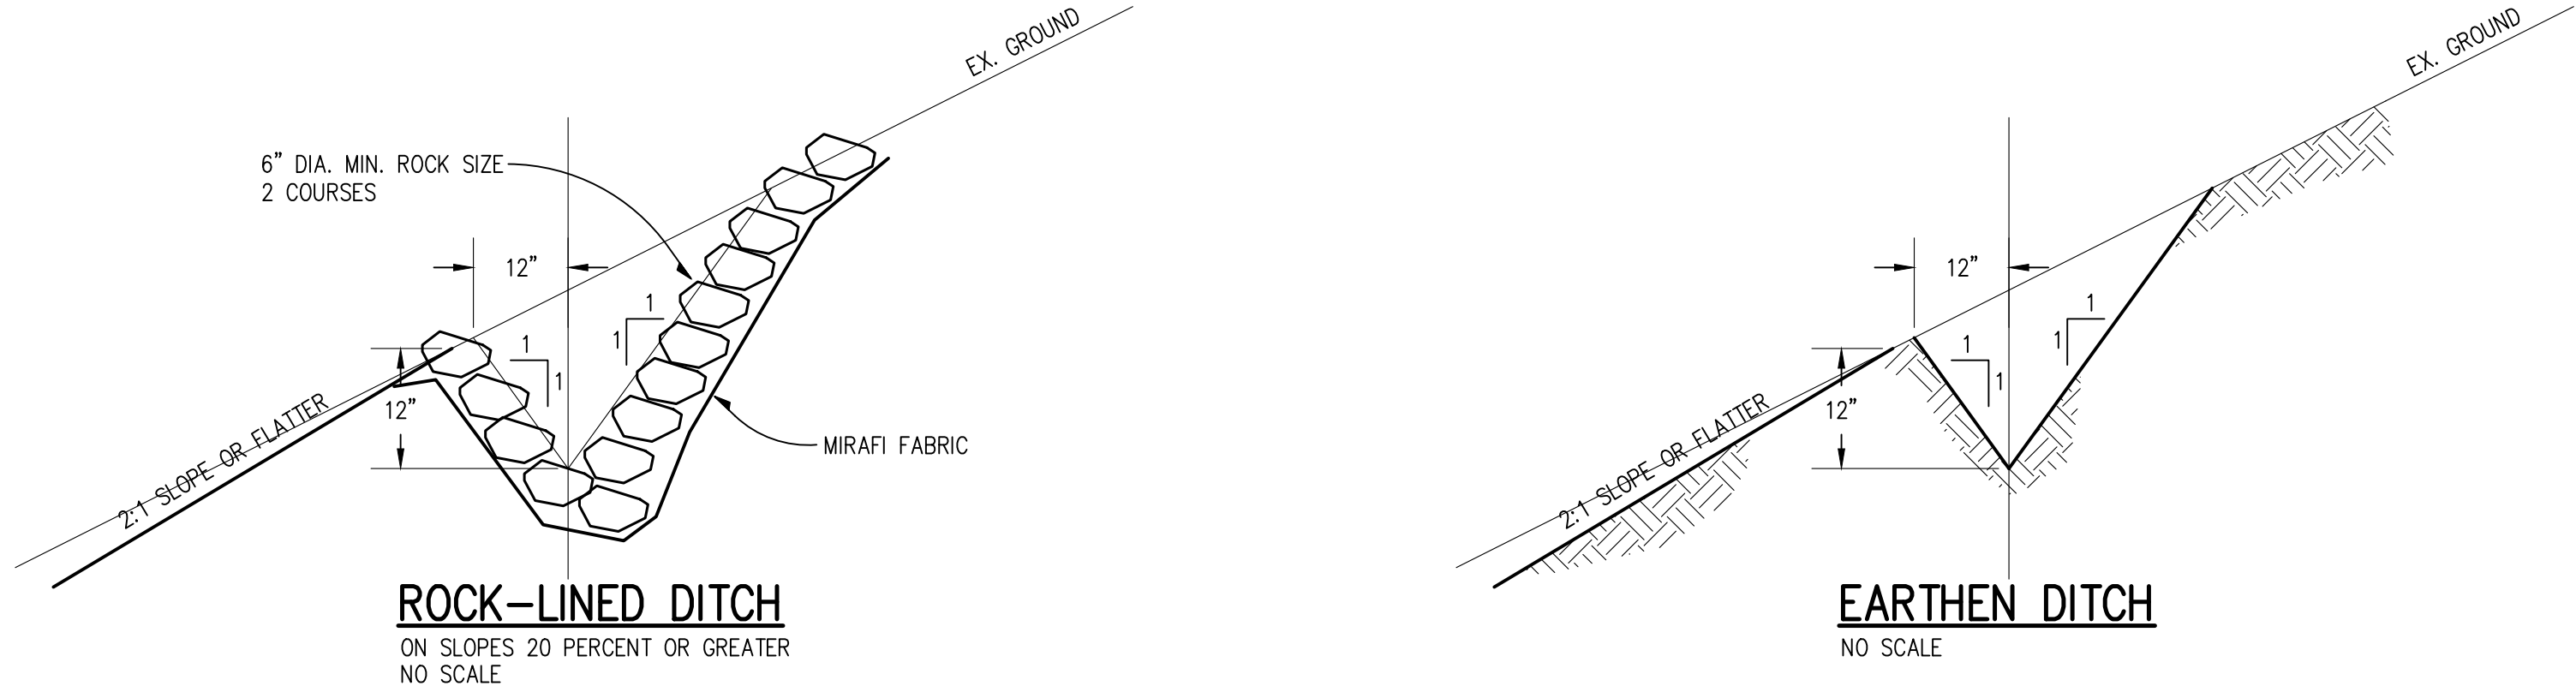 EX. GROUND
6” DIA. MIN. ROCK SIZE
2 COURSES
12”
1
1
1
1
12”
2:1 SLOPE OR FLATTER
MIRAFI FABRIC
ROCK-LINED DITCH
ON SLOPES 20 PERCENT OR GREATER
NO SCALE
EX. GROUND
12”
1
1
1
1
12”
2:1 SLOPE OR FLATTER
EARTHEN DITCH
NO SCALE